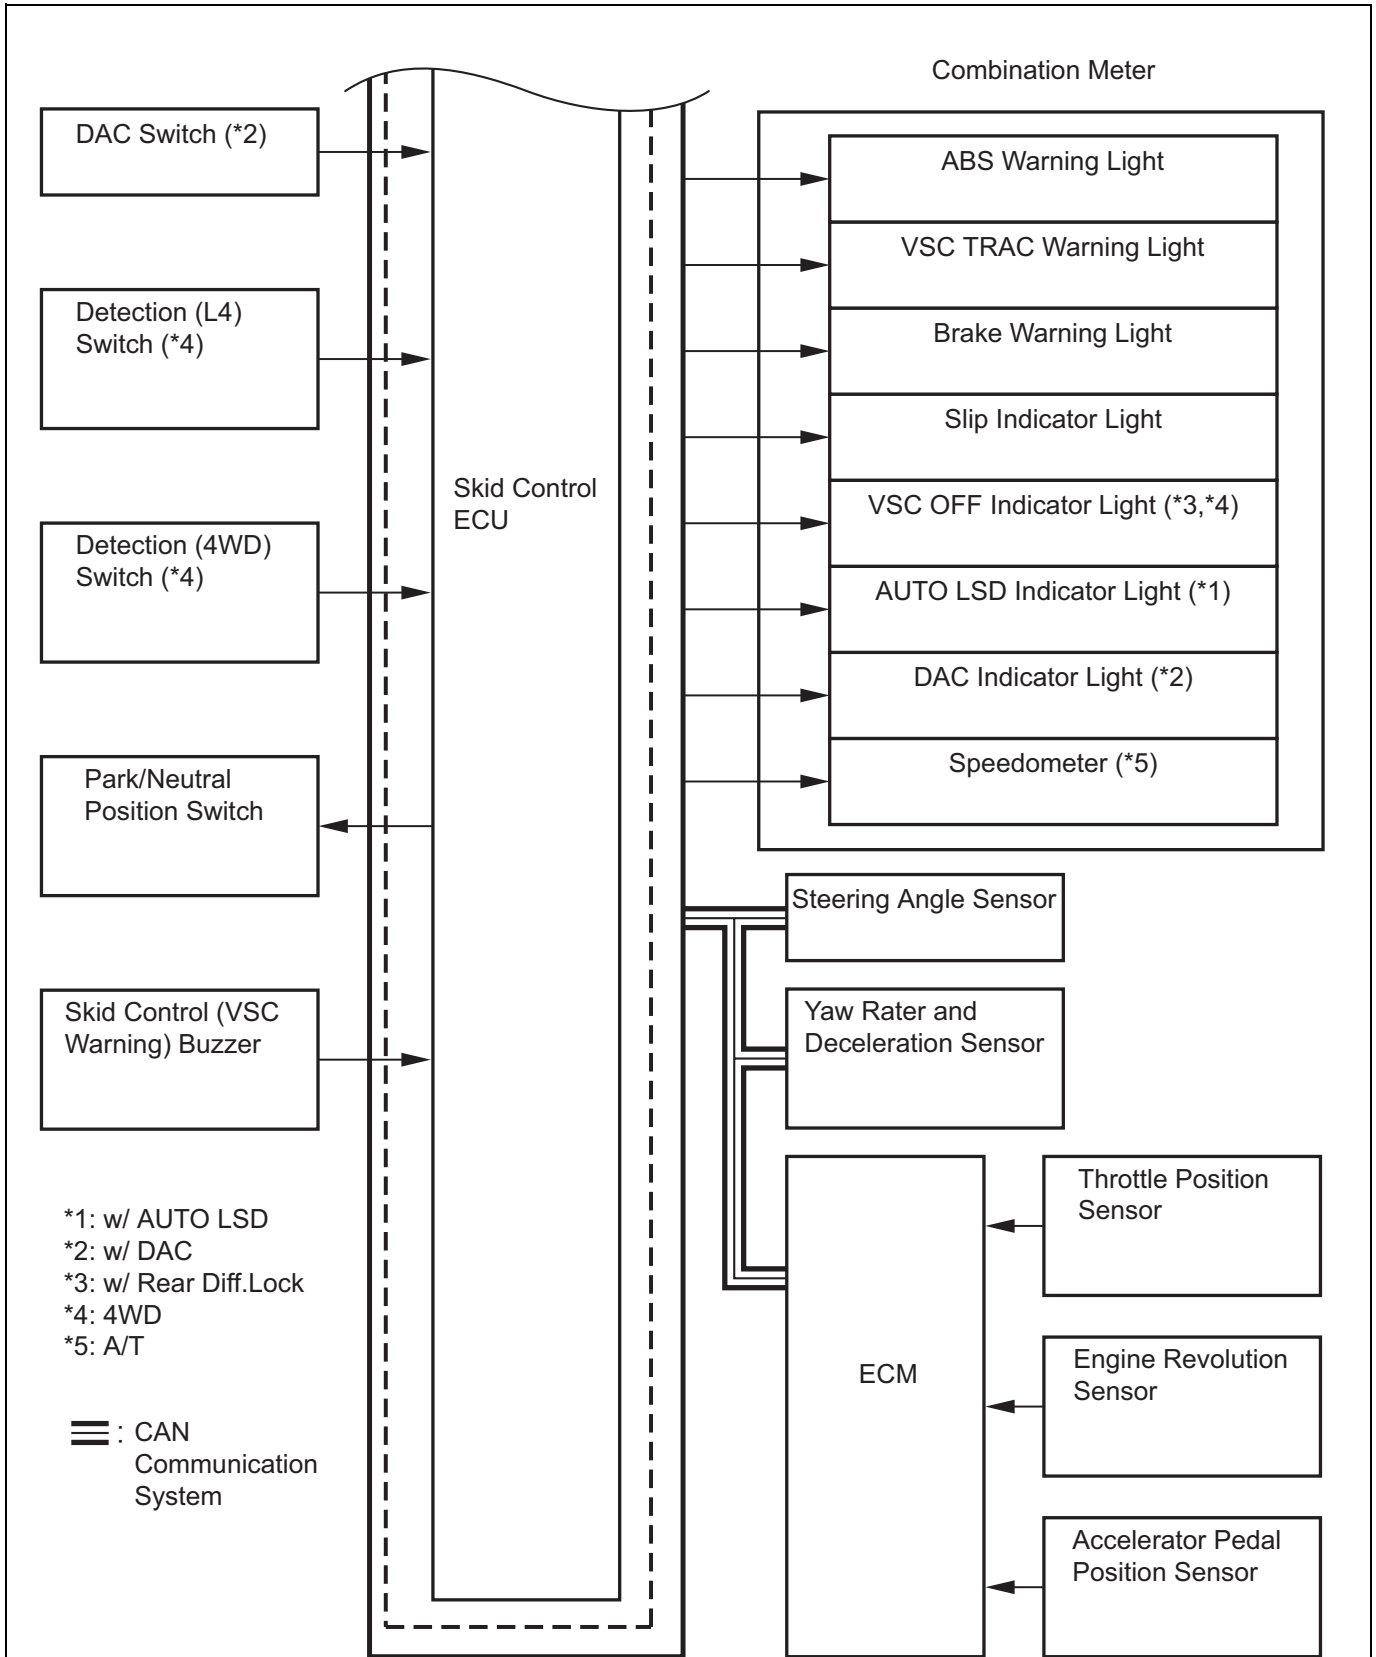 Combination Meter
DAC Switch (*2)
Detection (L4)
Switch (*4)
Detection (4WD)
Switch (*4)
Park/Neutral
Position Switch
Skid Control (VSC
Warning) Buzzer
*1: w/ AUTO LSD
*2: w/ DAC
*3: w/ Rear Diff.Lock
*4: 4WD
*5: A/T
: CAN
Communication
System
Skid Control
ECU
ABS Warning Light
VSC TRAC Warning Light
Brake Warning Light
Slip Indicator Light
VSC OFF Indicator Light (*3,*4)
AUTO LSD Indicator Light (*1)
DAC Indicator Light (*2)
Speedometer (*5)
Steering Angle Sensor
Yaw Rater and
Deceleration Sensor
ECM
Throttle Position
Sensor
Engine Revolution
Sensor
Accelerator Pedal
Position Sensor